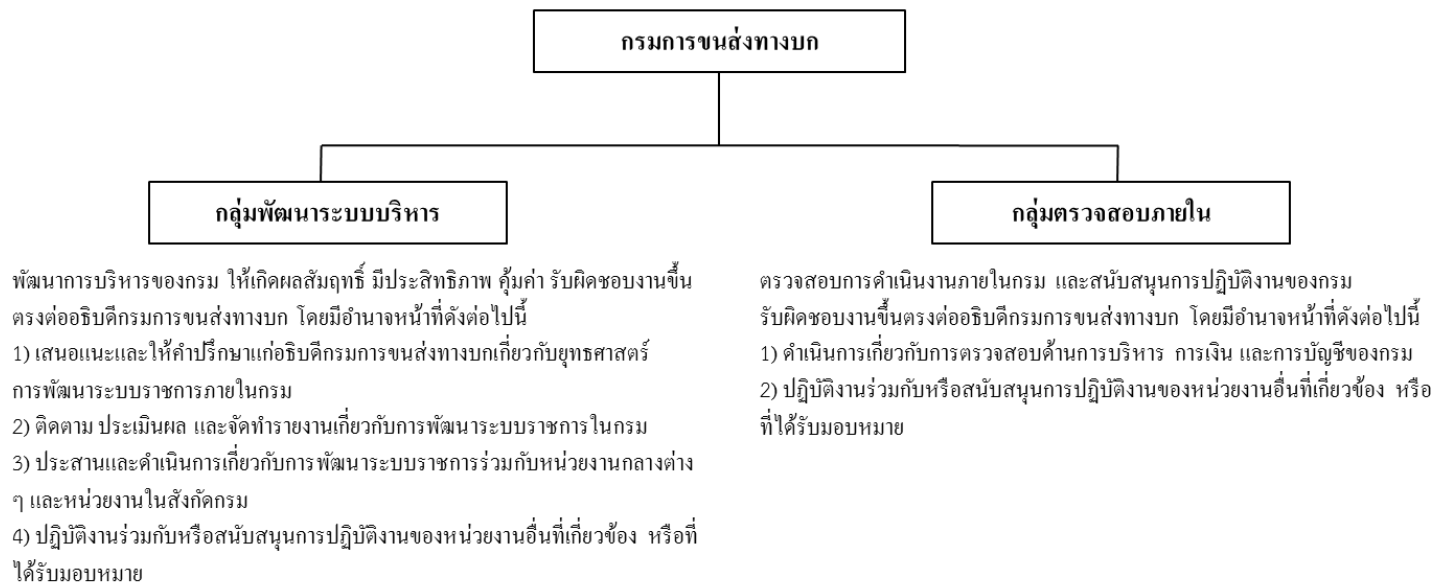 กรมการขนส่งทางบก
กลุ่มพัฒนาระบบบริหาร
พัฒนาการบริหารของกรม ให้เกิดผลสัมฤทธิ์ มีประสิทธิภาพ คุ้มค่า รับผิดชอบงานขึ้น
ตรงต่ออธิบดีกรมการขนส่งทางบก โดยมีอำนาจหน้าที่ดังต่อไปนี้
1) เสนอแนะและให้คำปรึกษาแก่อธิบดีกรมการขนส่งทางบกเกี่ยวกับยุทธศาสตร์
การพัฒนาระบบราชการภายในกรม
2) ติดตาม ประเมินผล และจัดทำรายงานเกี่ยวกับการพัฒนาระบบราชการในกรม
3) ประสานและดำเนินการเกี่ยวกับการพัฒนาระบบราชการร่วมกับหน่วยงานกลางต่าง
ๆ และหน่วยงานในสังกัดกรม
4) ปฏิบัติงานร่วมกับหรือสนับสนุนการปฏิบัติงานของหน่วยงานอื่นที่เกี่ยวข้อง หรือที่
ได้รับมอบหมาย
กลุ่มตรวจสอบภายใน
ตรวจสอบการดำเนินงานภายในกรม และสนับสนุนการปฏิบัติงานของกรม
รับผิดชอบงานขึ้นตรงต่ออธิบดีกรมการขนส่งทางบก โดยมีอำนาจหน้าที่ดังต่อไปนี้
1) ดำเนินการเกี่ยวกับการตรวจสอบด้านการบริหาร การเงิน และการบัญชีของกรม
2) ปฏิบัติงานร่วมกับหรือสนับสนุนการปฏิบัติงานของหน่วยงานอื่นที่เกี่ยวข้อง หรือ
ที่ได้รับมอบหมาย